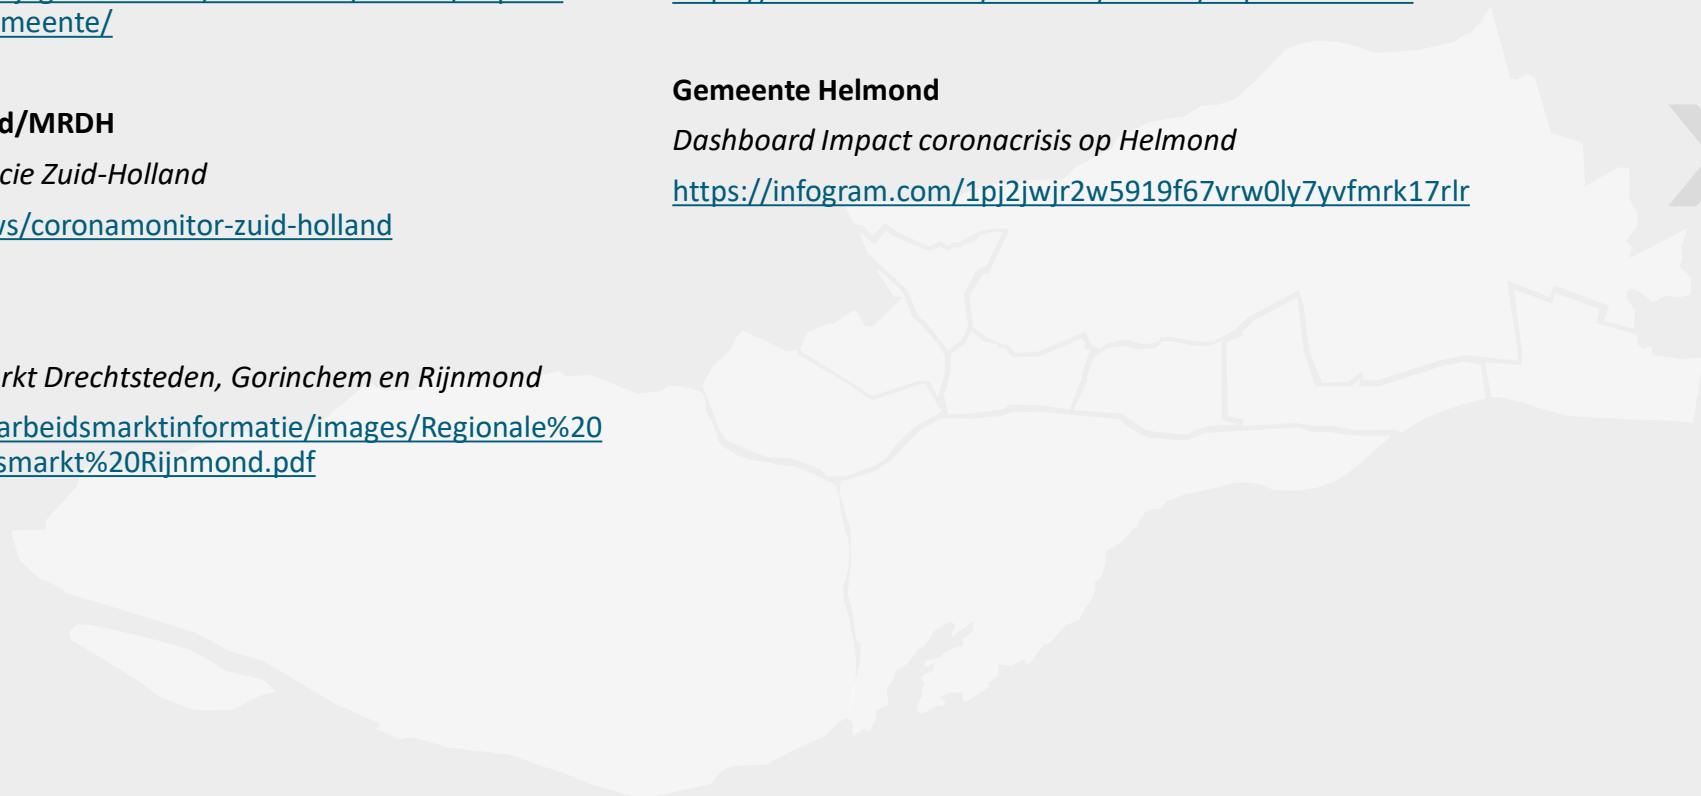 meente/
d/MRDH
cie Zuid-Holland
ws/coronamonitor-zuid-holland
rkt Drechtsteden, Gorinchem en Rijnmond
arbeidsmarktinformatie/images/Regionale%20
smarkt%20Rijnmond.pdf
Gemeente Helmond
Dashboard Impact coronacrisis op Helmond
https://infogram.com/1pj2jwjr2w5919f67vrw0ly7yvfmrk17rlr